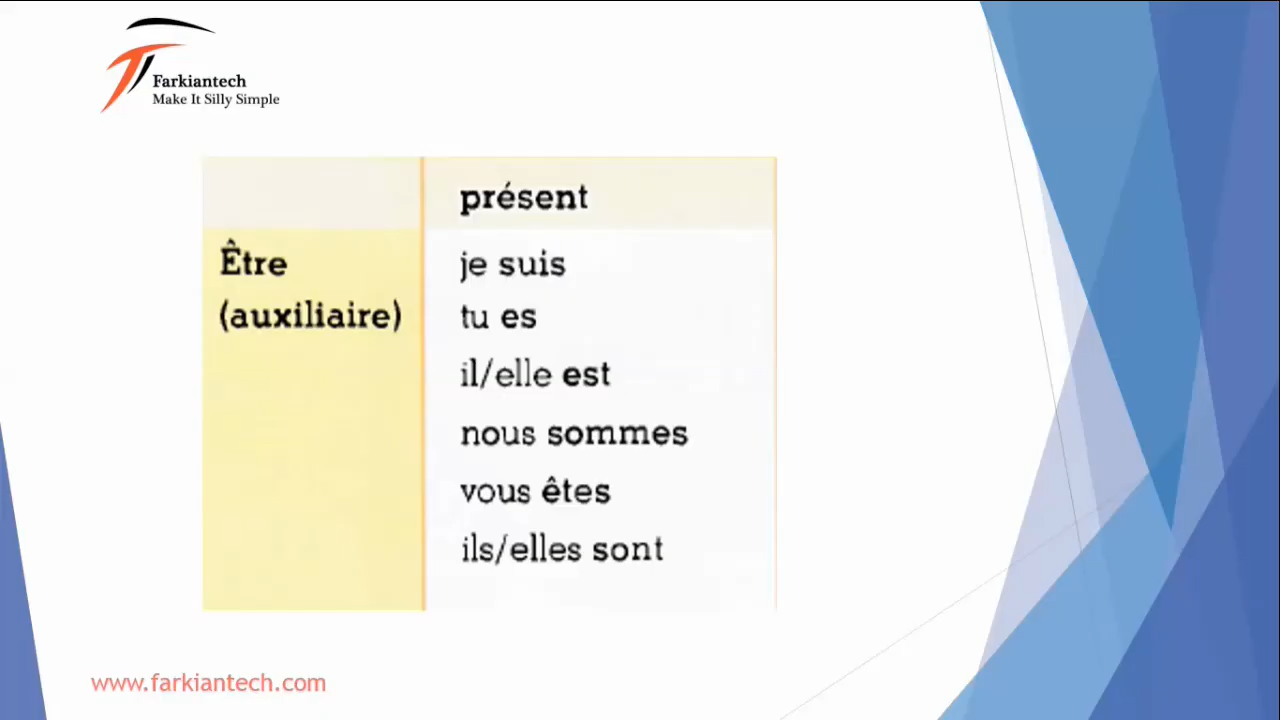 Farkiantech
Make It Silly Simple
présent
Être
(auxiliaire)
je suis
tu es
il/elle est
nous sommes
vous êtes
ils/elles sont
www.farkiantech.com